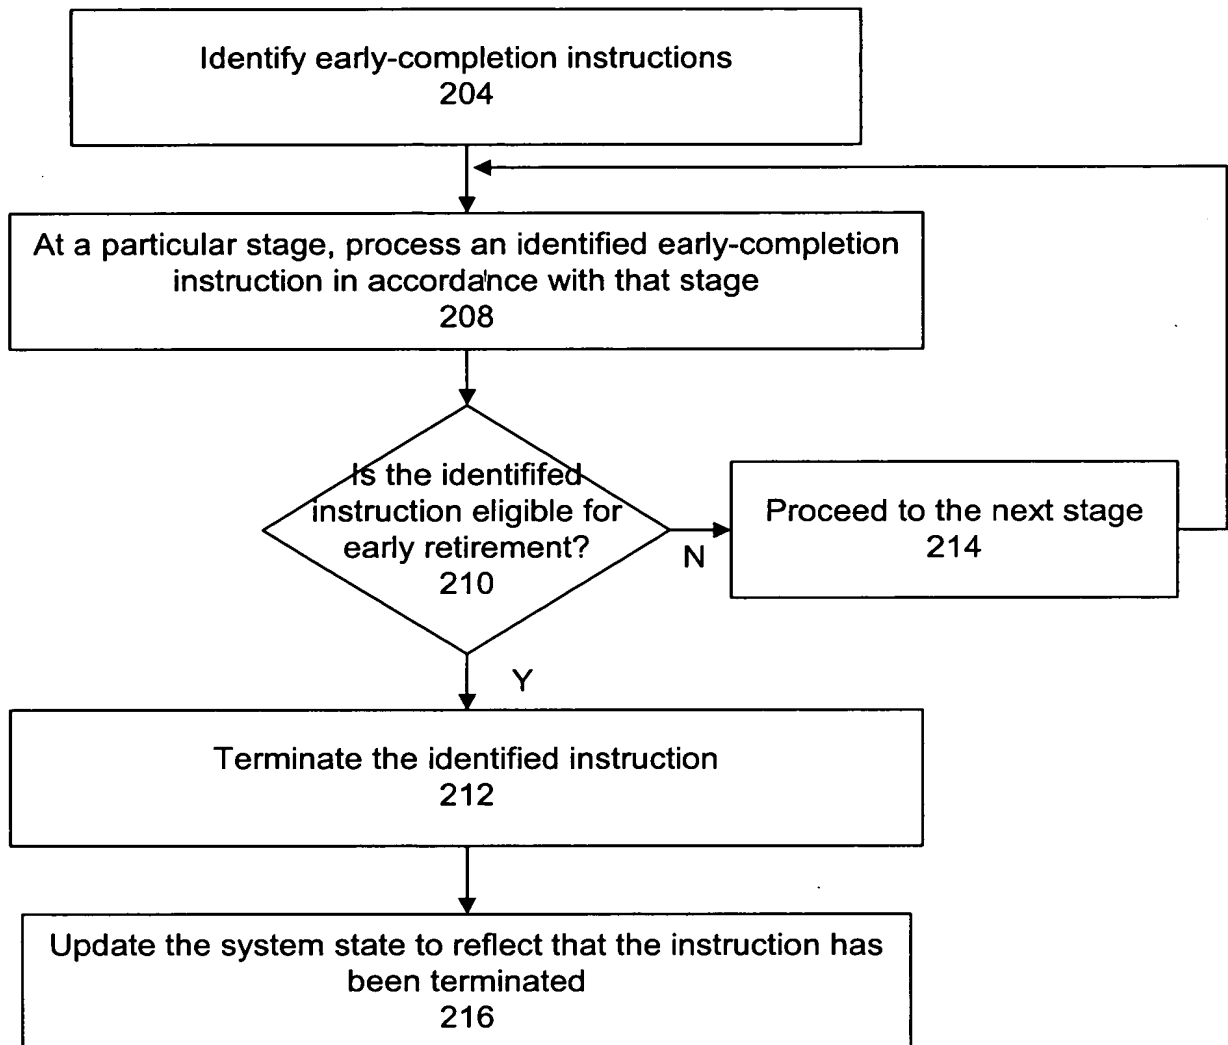 Identify early-completion instructions
204
At a particular stage, process an identified early-completion
instruction in accordance with that stage
208
Is the identififed
instruction eligible for
early retirement?
210
N
Proceed to the next stage
214
Y
Terminate the identified instruction
212
Update the system state to reflect that the instruction has
been terminated
216